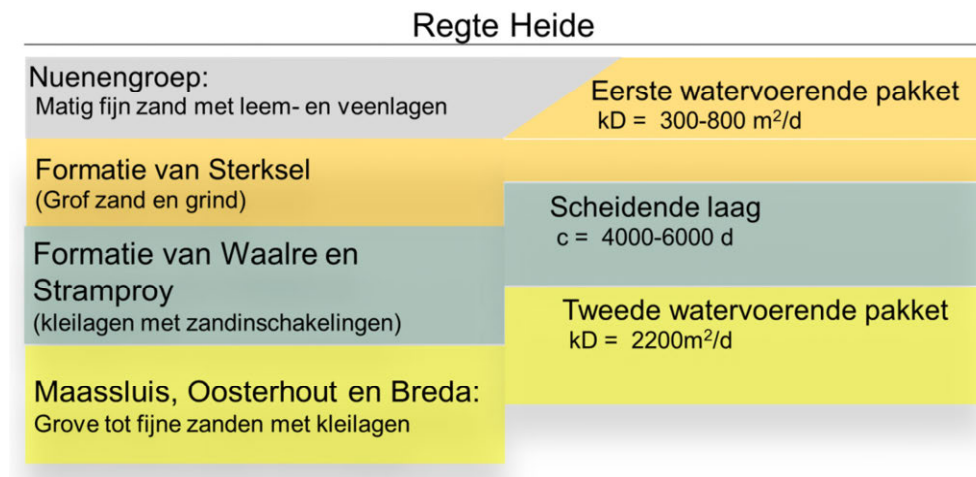 Regte Heide
Nuenengroep:
Matig fijn zand met leem- en veenlagen
Eerste watervoerende pakket
kD = 300-800 m²/d
Formatie van Sterksel
(Grof zand en grind)
Scheidende laag
c = 4000-6000 d
Formatie van Waalre en
Stramproy
(kleilagen met zandinschakelingen)
Tweede watervoerende pakket
kD = 2200m²/d
Maassluis, Oosterhout en Breda:
Grove tot fijne zanden met kleilagen